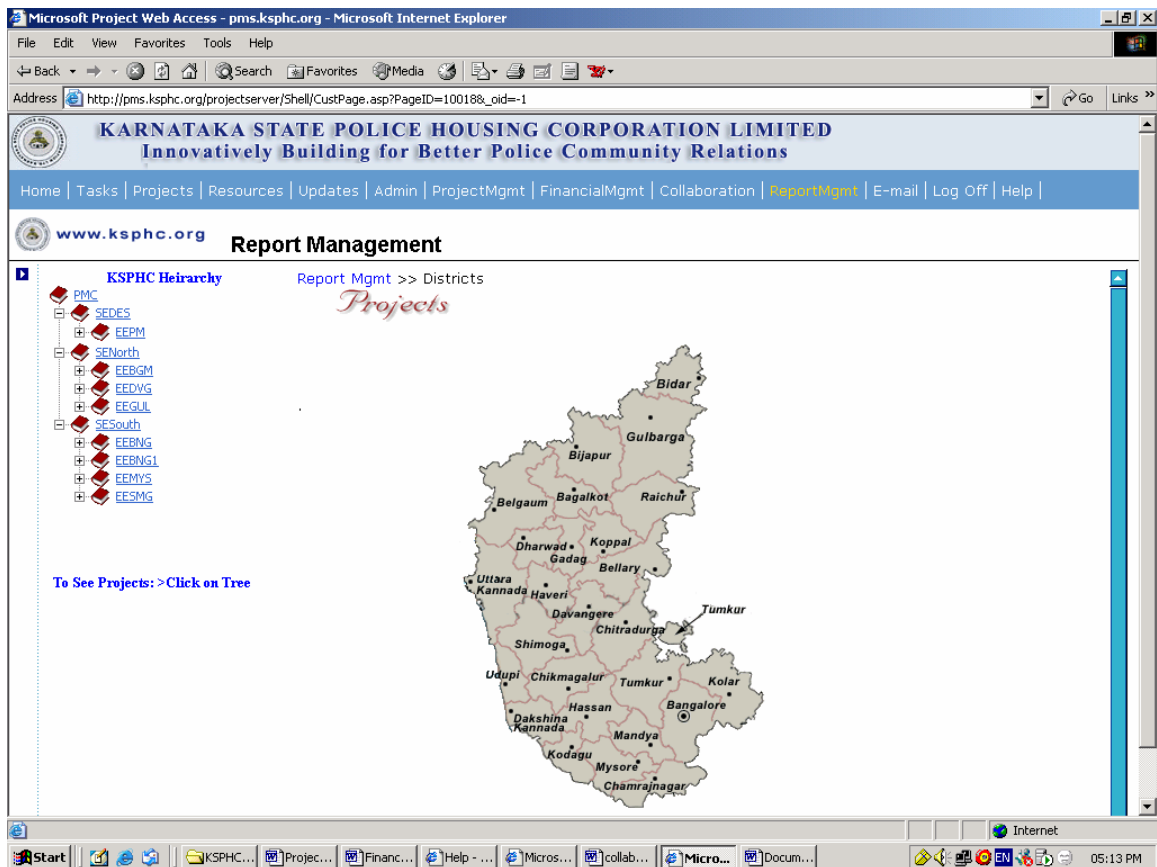 Microsoft Project Web Access - pms.ksphc.org - Microsoft Internet Explorer
File Edit View Favorites Tools Help
Back Search Favorites Media
Address http://pms.ksphc.org/projectserver/Shell/CustPage.asp?PageID=10018&_oid=-1 Go Links »
KARNATAKA STATE POLICE HOUSING CORPORATION LIMITED
Innovatively Building for Better Police Community Relations
Home | Tasks | Projects | Resources | Updates | Admin | ProjectMgmt | FinancialMgmt | Collaboration | ReportMgmt | E-mail | Log Off | Help |
www.ksphc.org Report Management
KSPHC Heirarchy
PMC
SEDES
EEPM
SENorth
EEBGM
EEDVG
EEGUL
SESouth
EEBNG
EEBNG1
EEMYS
EESMG
To See Projects: >Click on Tree
Report Mgmt >> Districts
Projects
Bidar
Gulbarga
Bijapur
Belgaum Bagalkot Raichur
Dharwad Koppal
Gadag
Bellary
Uttara
Kannada Haveri
Davangere Tumkur
Chitradurga
Shimoga
Udupi Chikmagalur Tumkur Kolar
Hassan Bangalore
Dakshina
Kannada Mandya
Kodagu
Mysore
Chamrajnagar
Internet
Start KSPHC... Projec... Financ... Help - ... Micros... collab... Micro... Docum... EN 05:13 PM